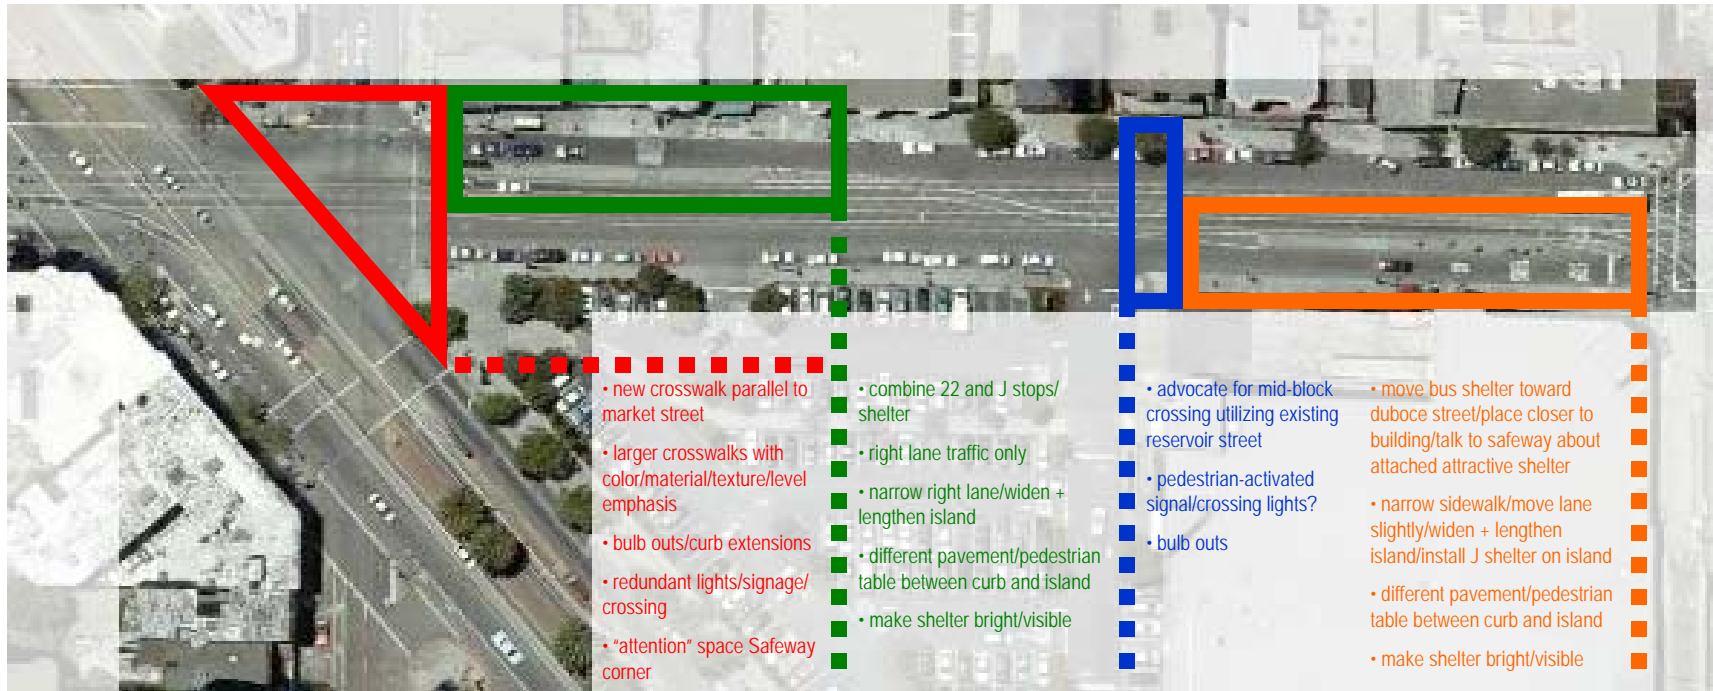 • new crosswalk parallel to
market street
• larger crosswalks with
color/material/texture/level
emphasis
• bulb outs/curb extensions
• redundant lights/signage/
crossing
• “attention” space Safeway
corner
• combine 22 and J stops/
shelter
• right lane traffic only
• narrow right lane/widen +
lengthen island
• different pavement/pedestrian
table between curb and island
• make shelter bright/visible
• advocate for mid-block
crossing utilizing existing
reservoir street
• pedestrian-activated
signal/crossing lights?
• bulb outs
• move bus shelter toward
duboce street/place closer to
building/talk to safeway about
attached attractive shelter
• narrow sidewalk/move lane
slightly/widen + lengthen
island/install J shelter on island
• different pavement/pedestrian
table between curb and island
• make shelter bright/visible